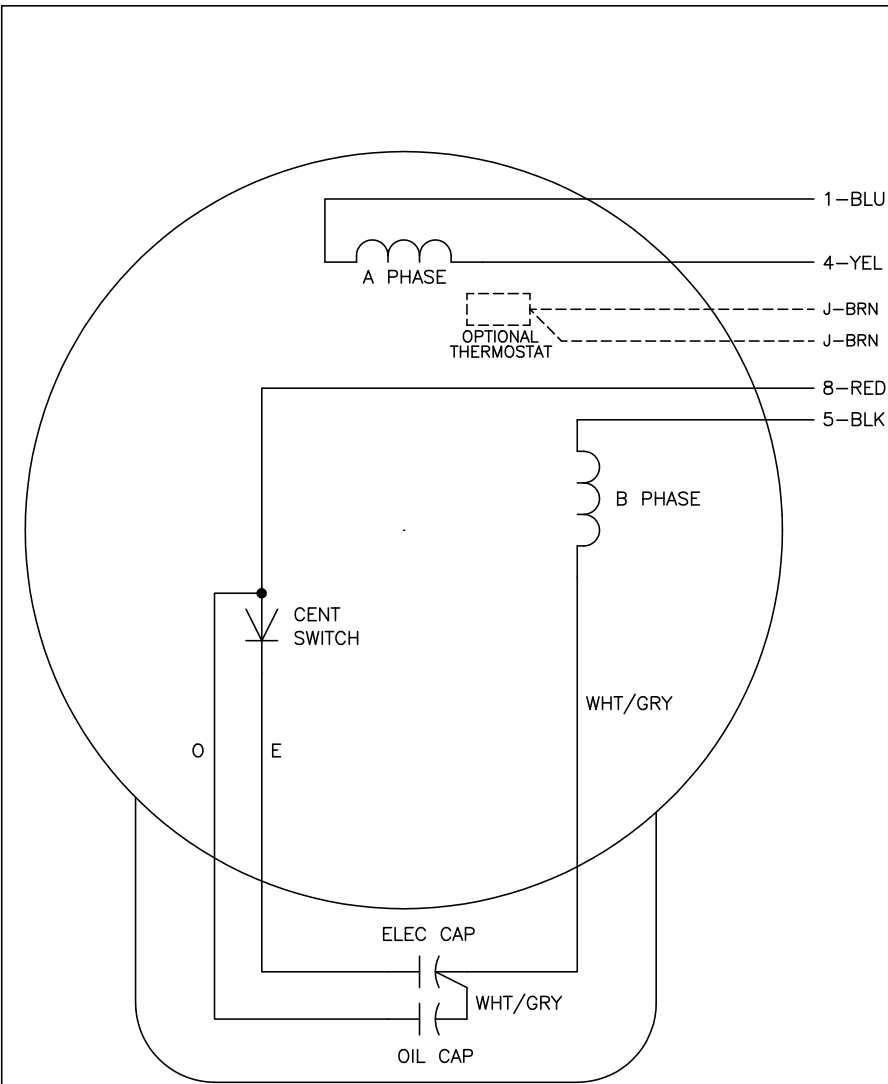 1-BLU
4-YEL
A PHASE
J-BRN
OPTIONAL
THERMOSTAT
J-BRN
8-RED
5-BLK
B PHASE
CENT
SWITCH
WHT/GRY
O
E
ELEC CAP
WHT/GRY
OIL CAP